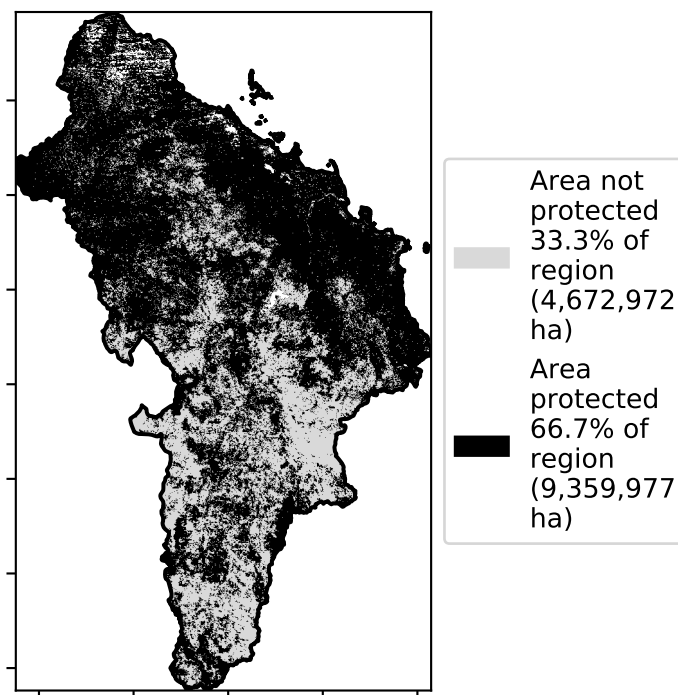 Area not
protected
33.3% of
region
(4,672,972
ha)
Area
protected
66.7% of
region
(9,359,977
ha)